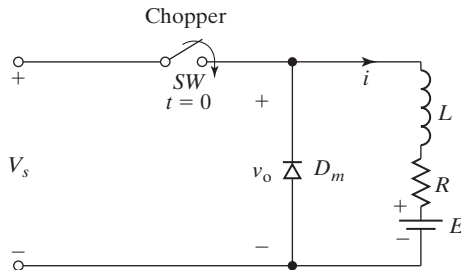 Chopper
+
SW
t = 0
+
i
L
V_s
v_o
D_m
R
+
E
−
−
−